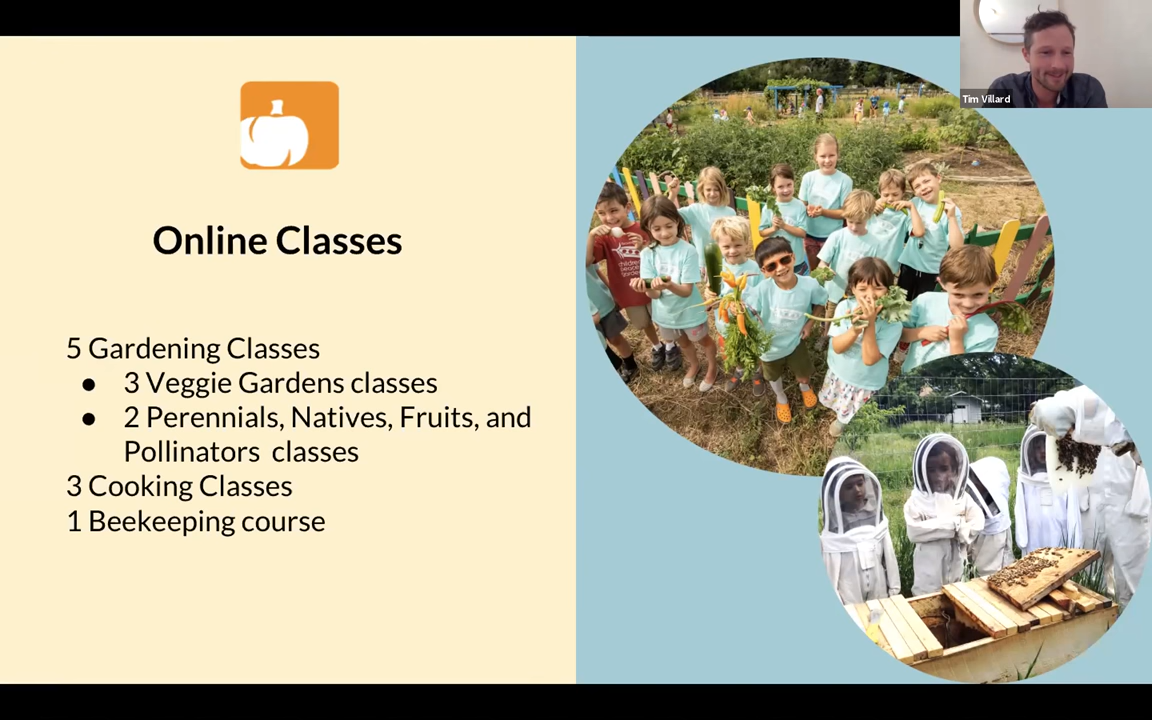 Tim Villard
Online Classes
5 Gardening Classes
● 3 Veggie Gardens classes
● 2 Perennials, Natives, Fruits, and
Pollinators classes
3 Cooking Classes
1 Beekeeping course